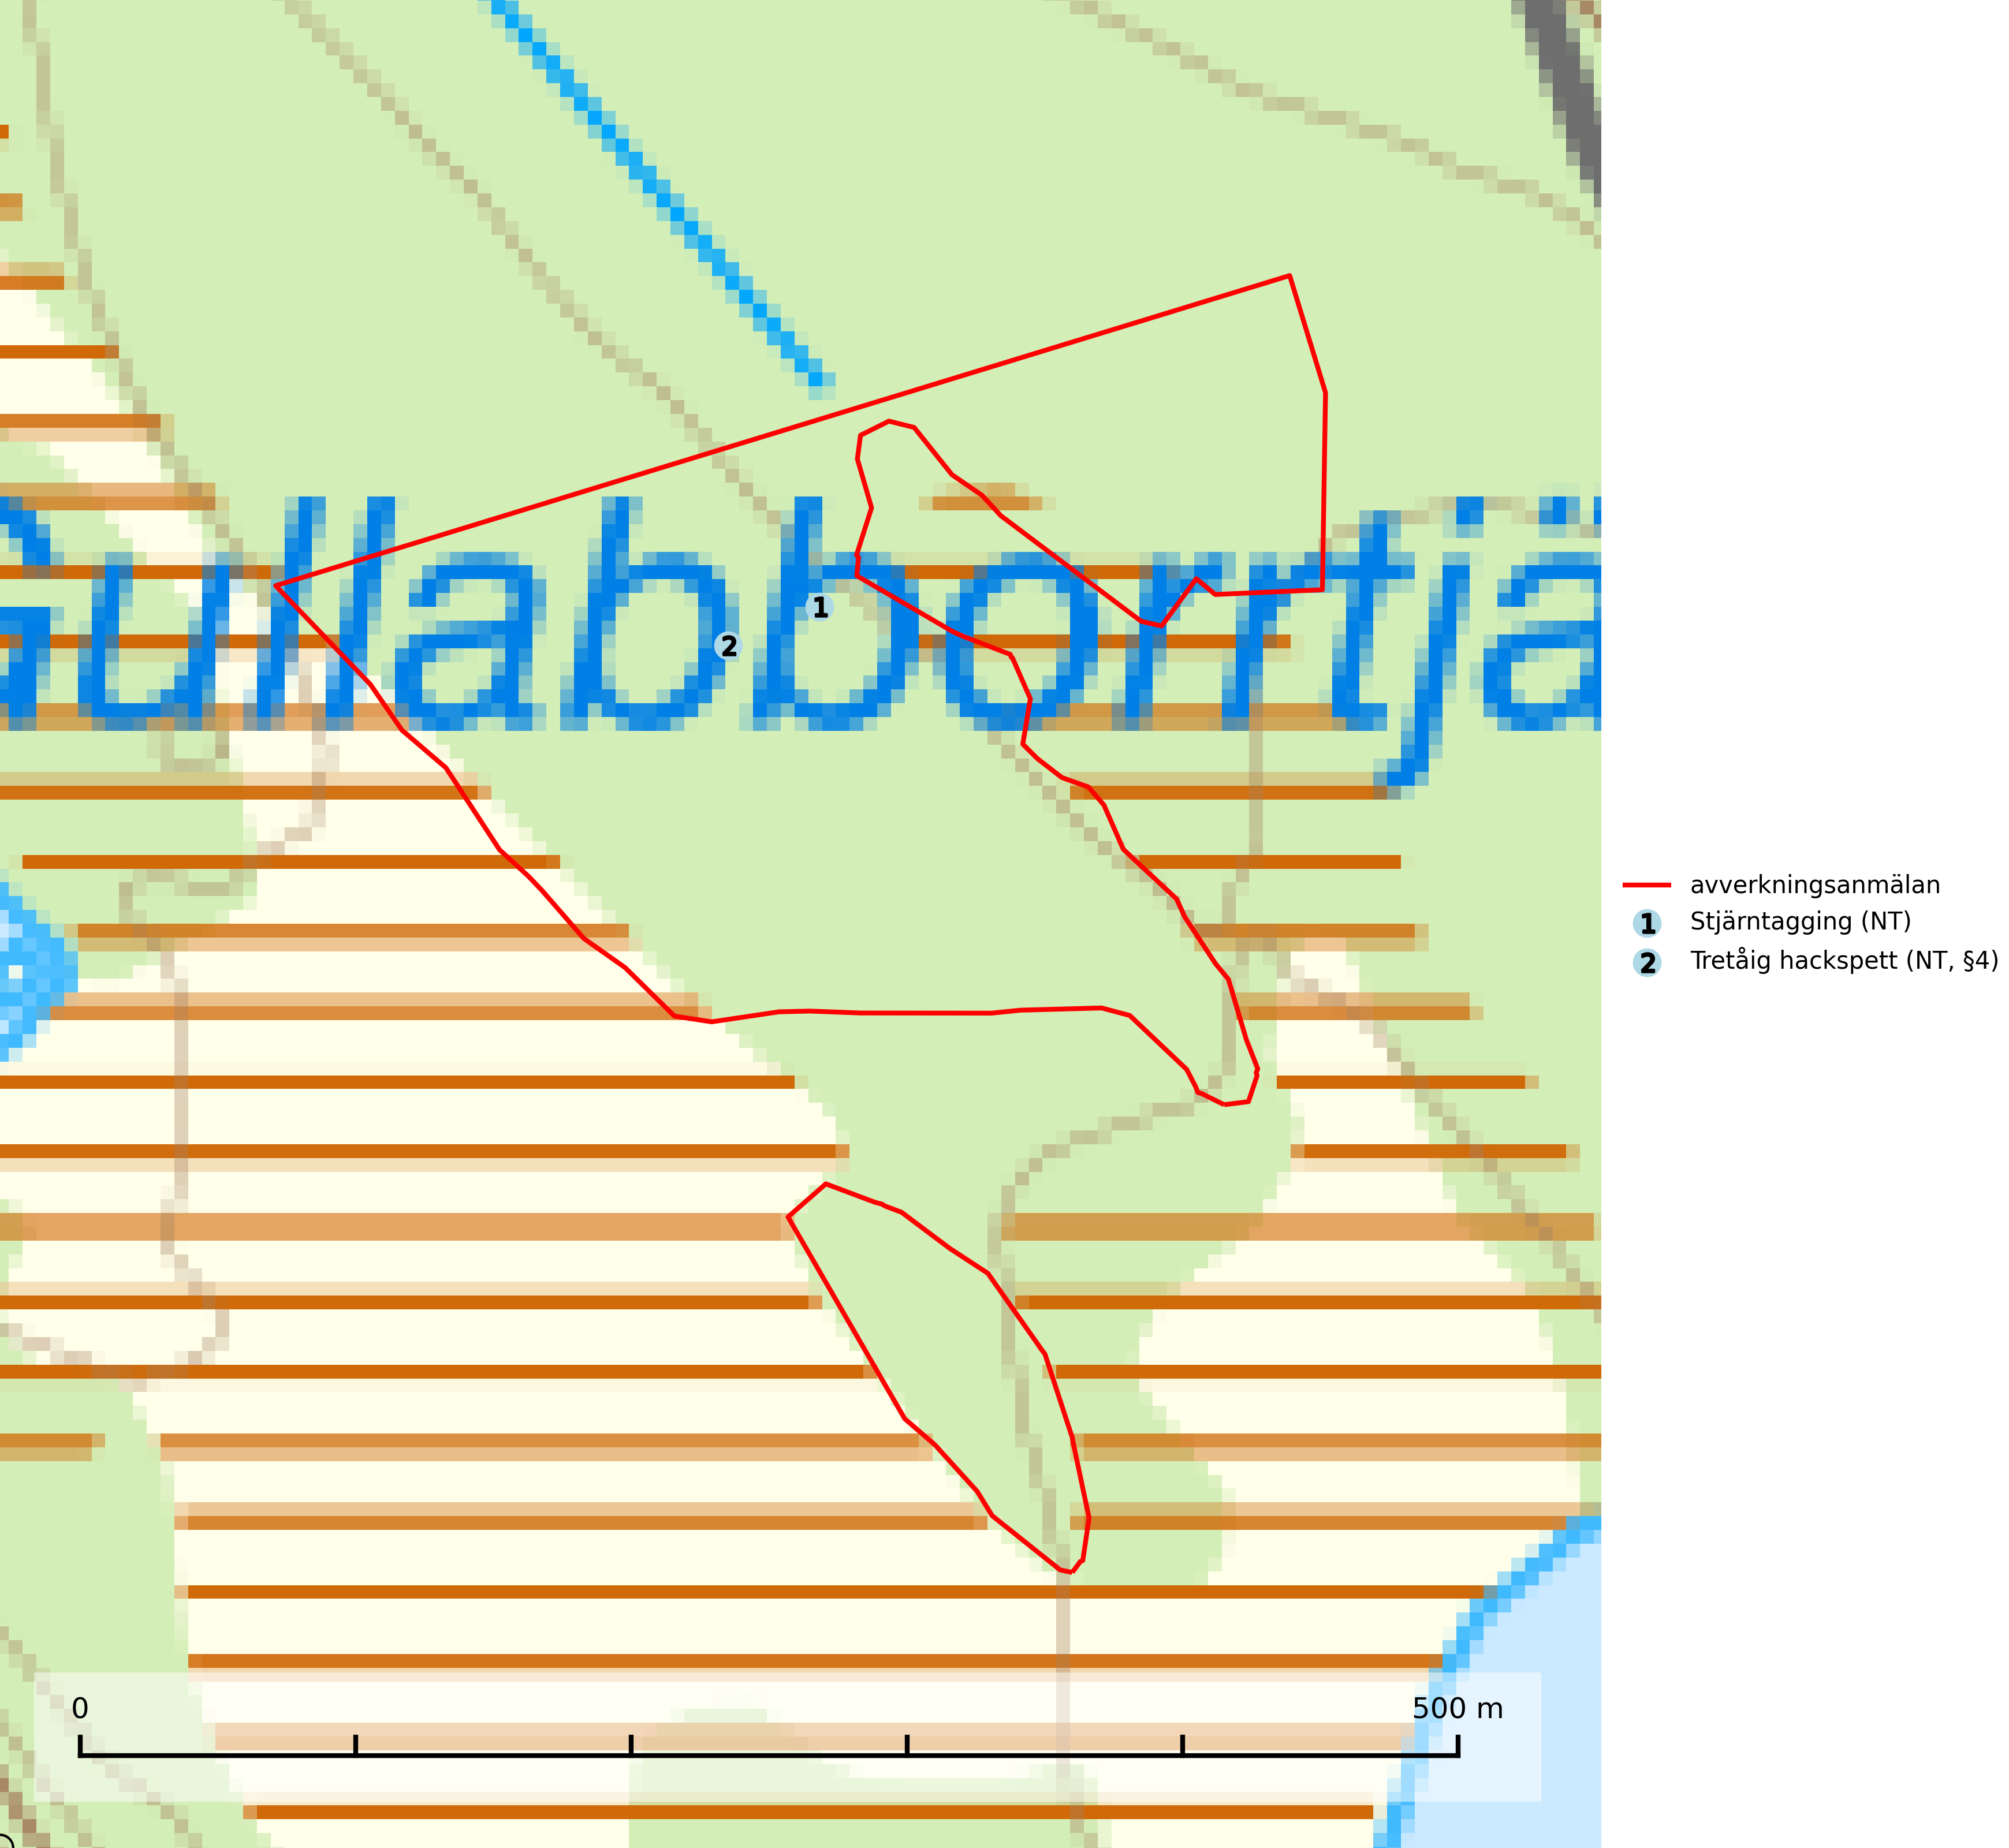 1
2
avverkningsanmälan
1 Stjärntagging (NT)
2 Tretåig hackspett (NT, §4)
0 500 m